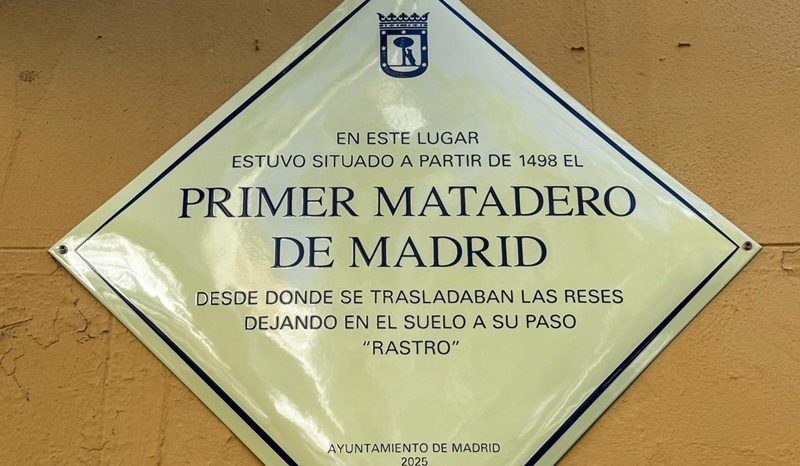 EN ESTE LUGAR
ESTUVO SITUADO A PARTIR DE 1498 EL
PRIMER MATADERO
DE MADRID
DESDE DONDE SE TRASLADABAN LAS RESES
DEJANDO EN EL SUELO A SU PASO
"RASTRO"
AYUNTAMIENTO DE MADRID
2025